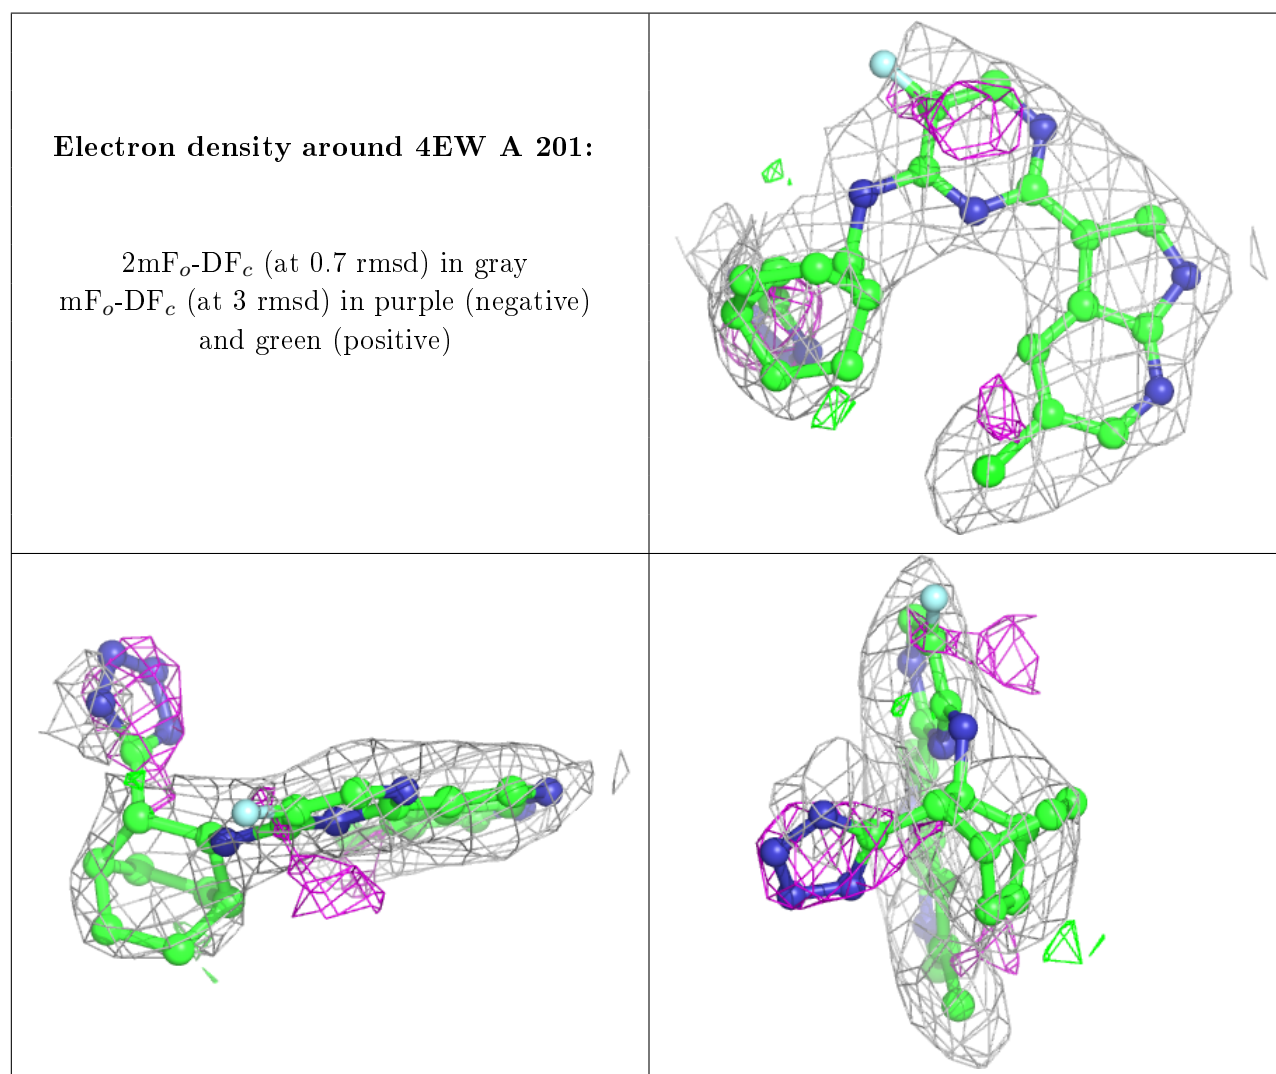 Electron density around 4EW A 201:
2mFo-DFc (at 0.7 rmsd) in gray
mFo-DFc (at 3 rmsd) in purple (negative)
and green (positive)